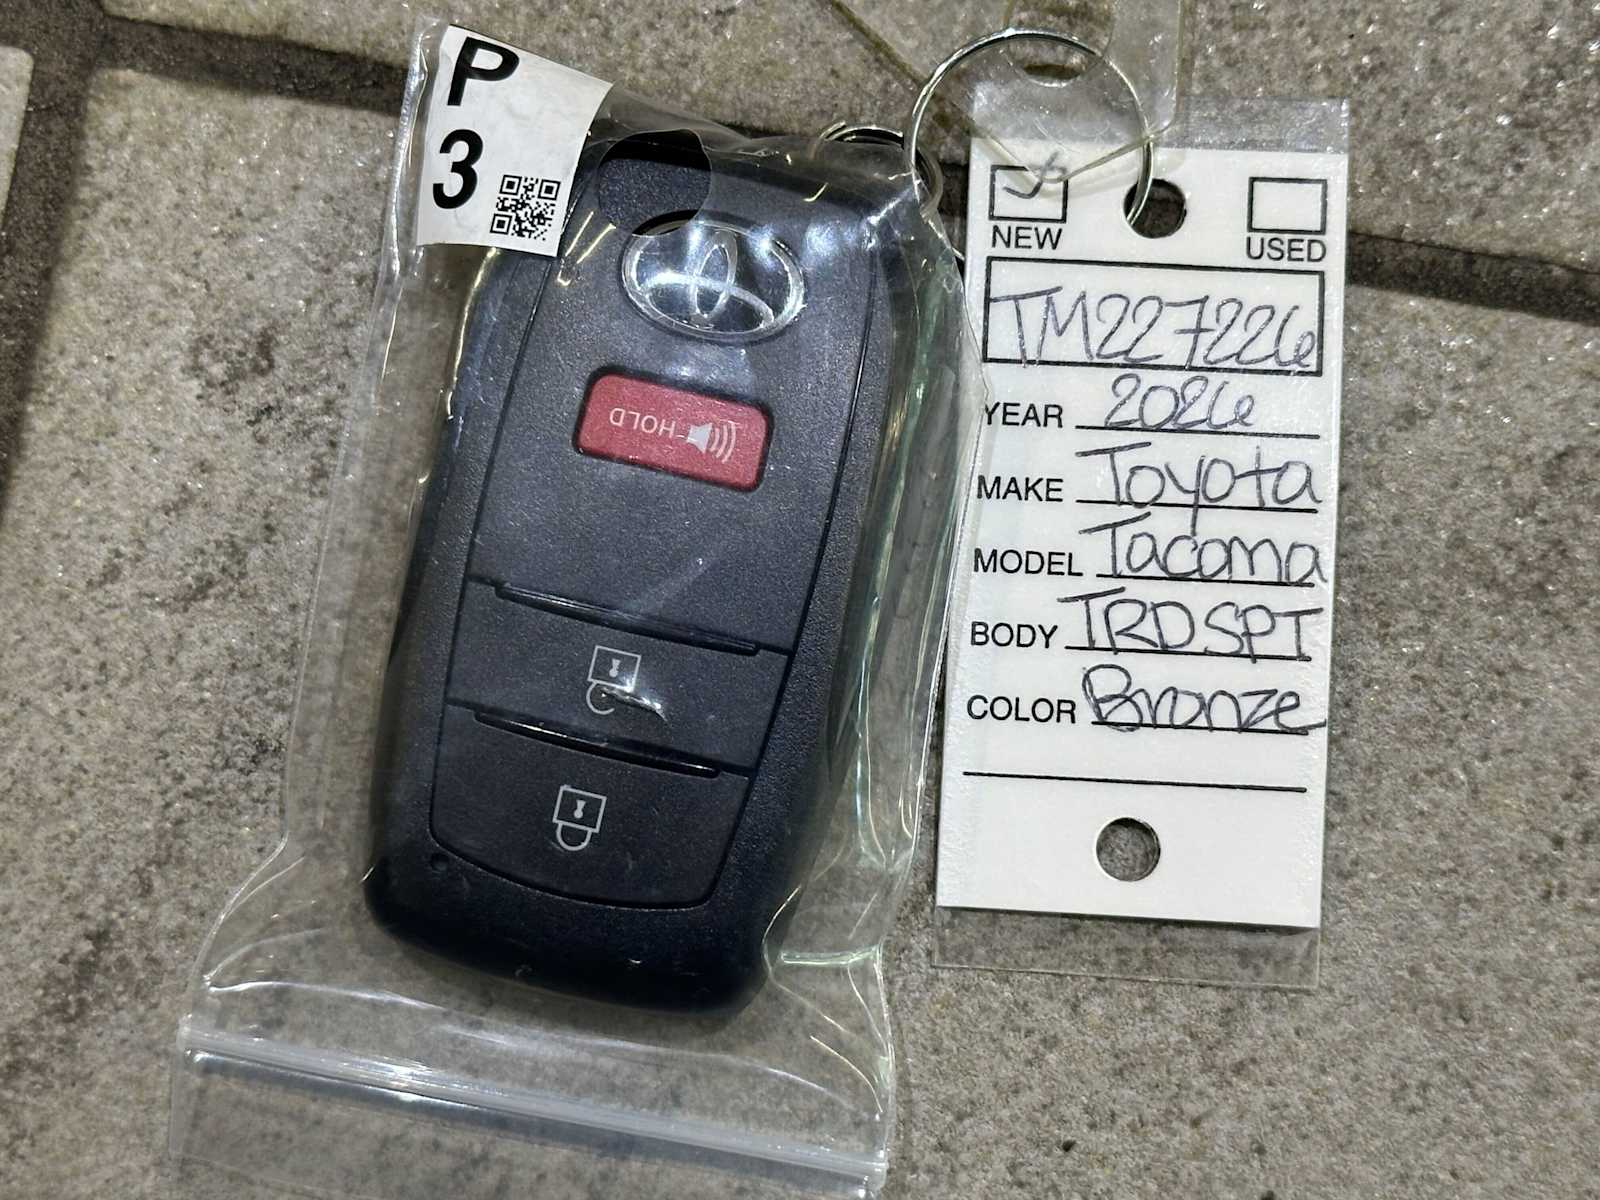 P
3
HOLD
NEW USED
TM227226
YEAR 2026
MAKE Toyota
MODEL Tacoma
BODY TRD SPT
COLOR Bronze